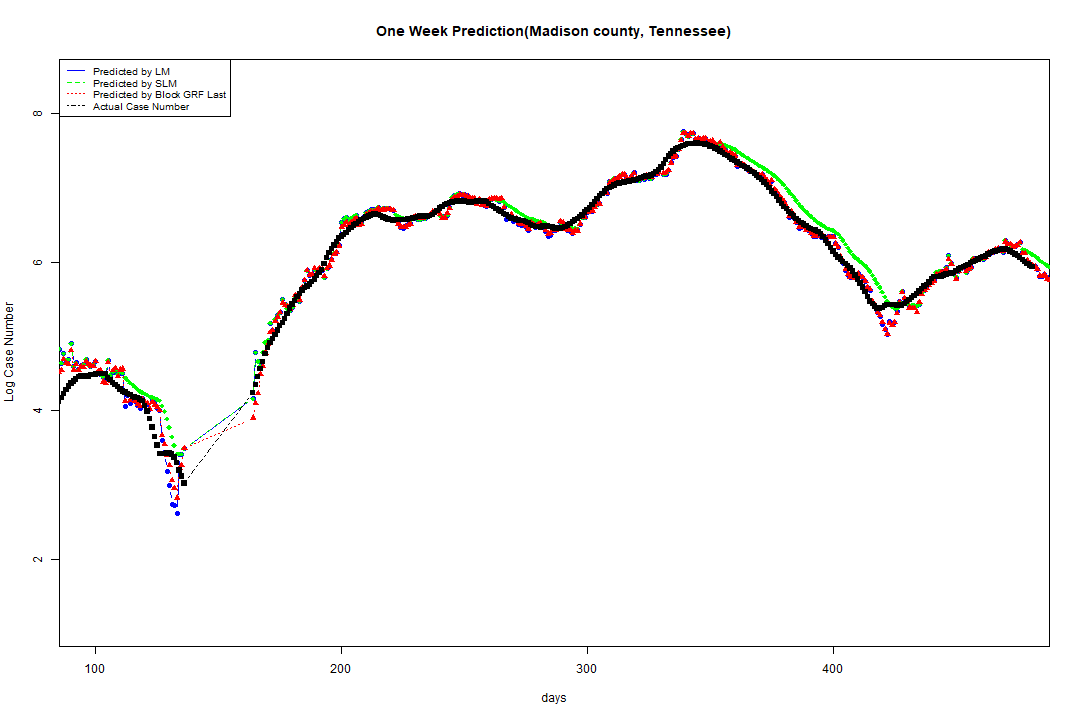 One Week Prediction(Madison county, Tennessee)
Predicted by LM
Predicted by SLM
Predicted by Block GRF Last
Actual Case Number
8
6
4
2
Log Case Number
100 200 300 400
days